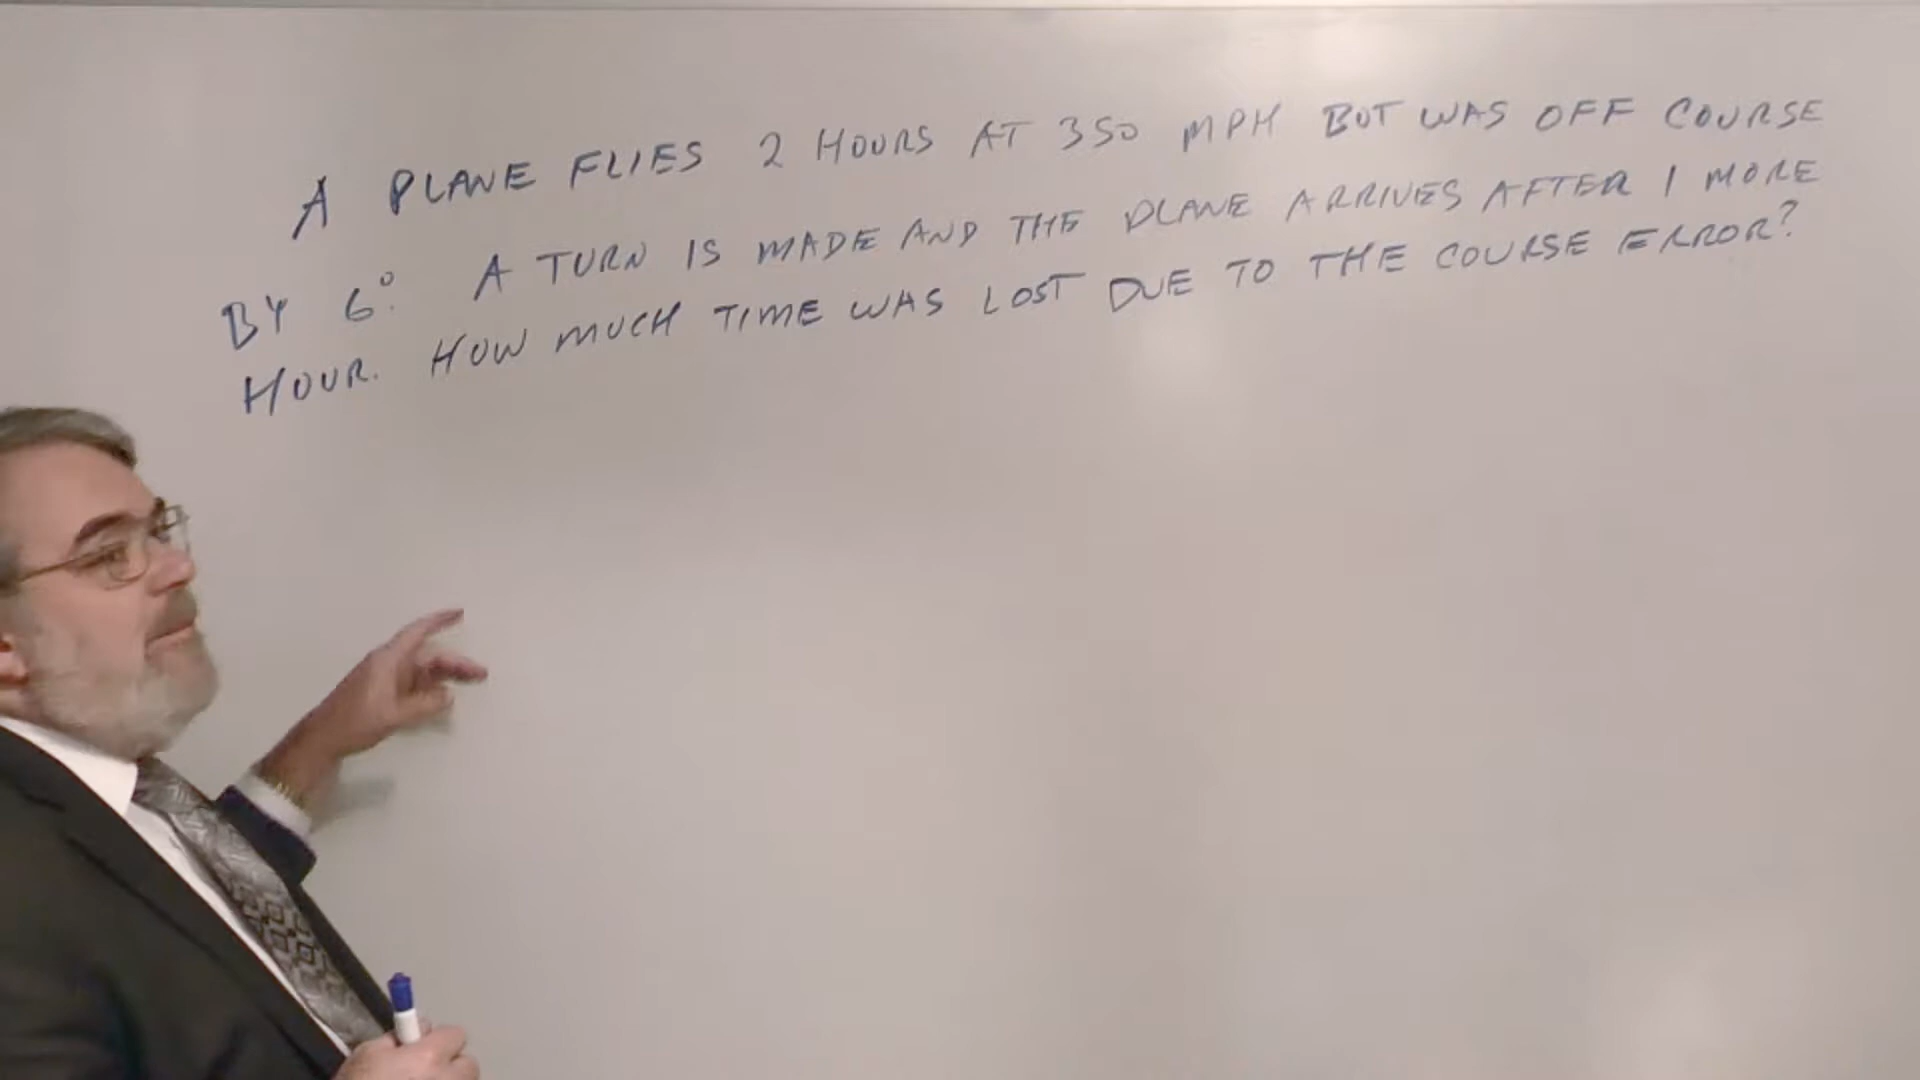 A PLANE FLIES 2 HOURS AT 350 MPH BUT WAS OFF COURSE
BY 6°. A TURN IS MADE AND THE PLANE ARRIVES AFTER 1 MORE
HOUR. HOW MUCH TIME WAS LOST DUE TO THE COURSE ERROR?